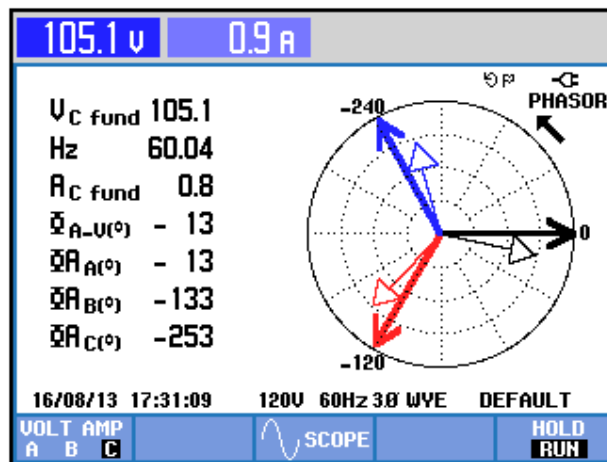 105.1 V 0.9 A
PHASOR
V C fund 105.1
Hz 60.04
A C fund 0.8
Φ A-V(°) - 13
ΦA A(°) - 13
ΦA B(°) -133
ΦA C(°) -253
-240
0
-120
16/08/13 17:31:09 120V 60Hz 3Ø WYE DEFAULT
VOLT AMP
A B C
SCOPE
HOLD
RUN